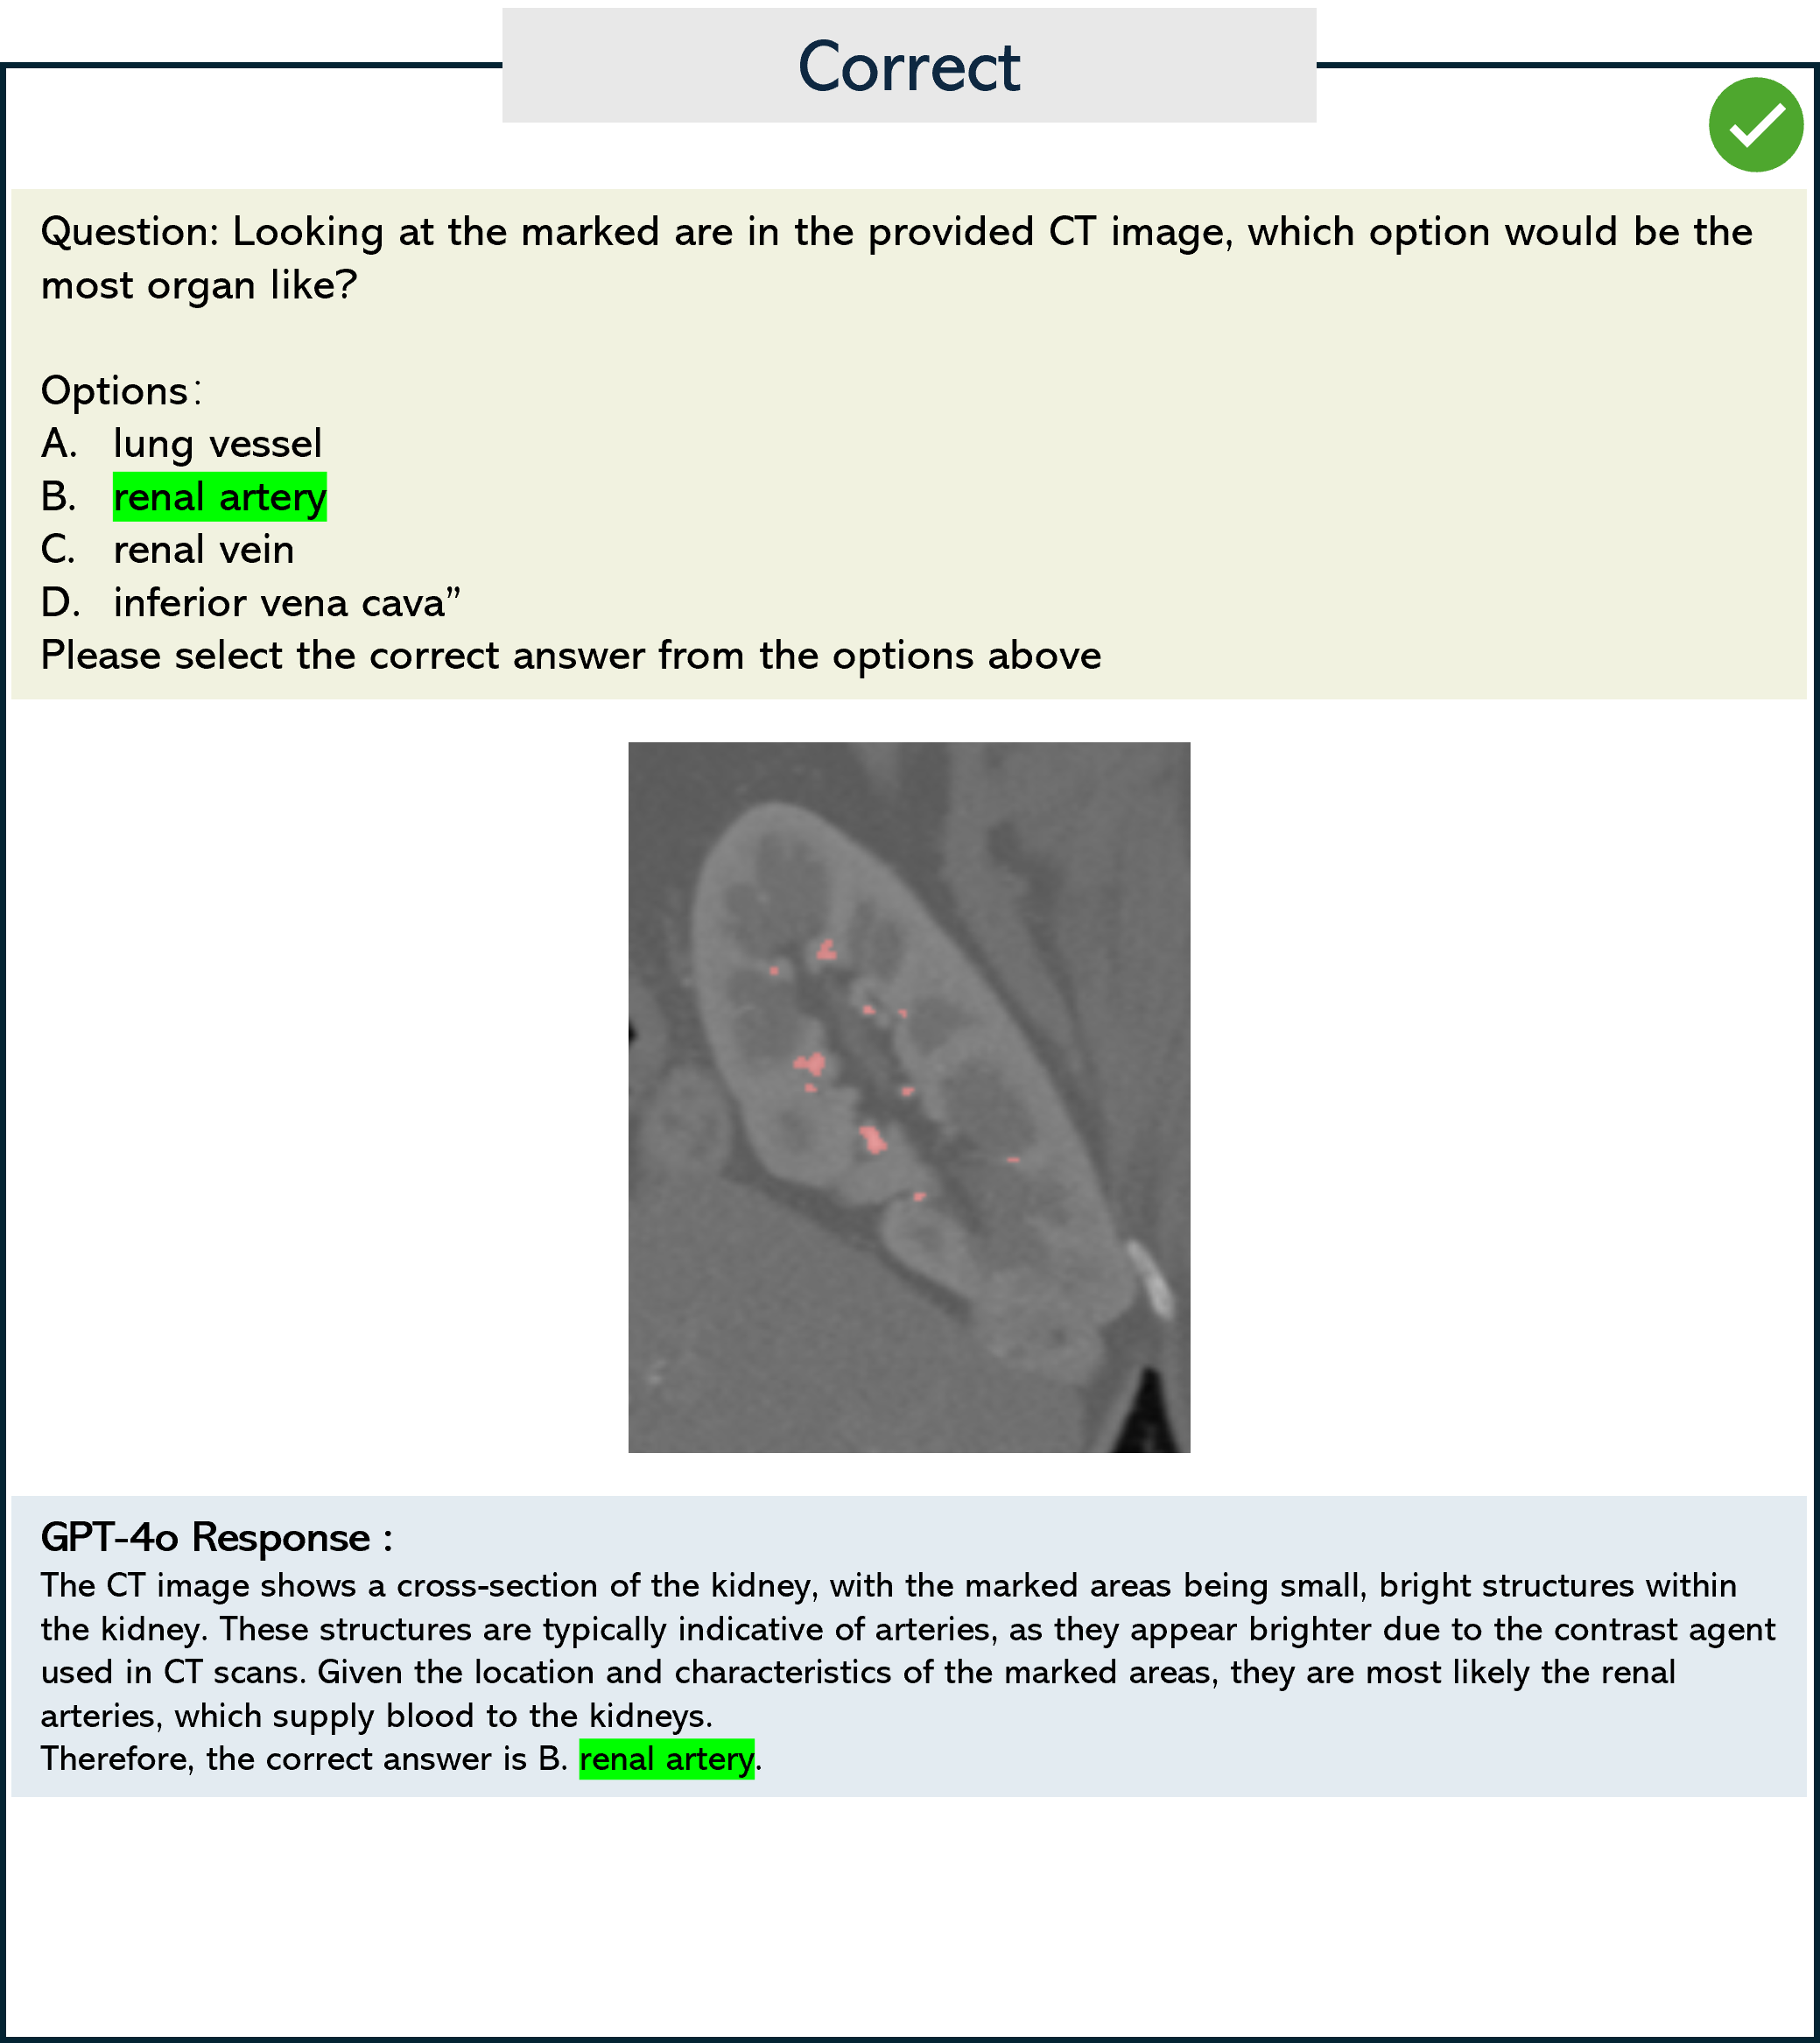 Correct
Question: Looking at the marked are in the provided CT image, which option would be the
most organ like?
Options:
A. lung vessel
B. renal artery
C. renal vein
D. inferior vena cava”
Please select the correct answer from the options above
GPT-4o Response :
The CT image shows a cross-section of the kidney, with the marked areas being small, bright structures within
the kidney. These structures are typically indicative of arteries, as they appear brighter due to the contrast agent
used in CT scans. Given the location and characteristics of the marked areas, they are most likely the renal
arteries, which supply blood to the kidneys.
Therefore, the correct answer is B. renal artery.